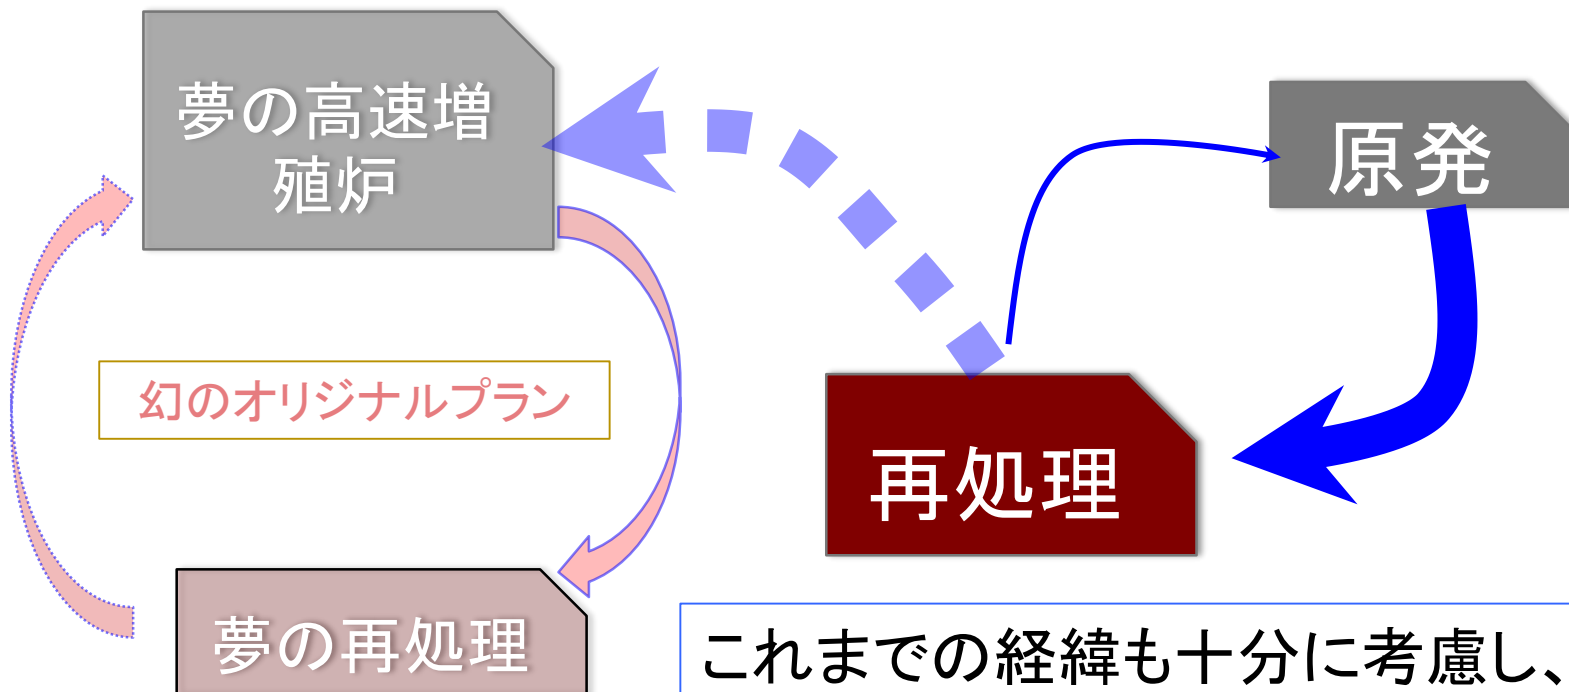 夢の高速増
殖炉
原発
幻のオリジナルプラン
再処理
夢の再処理
これまでの経緯も十分に考慮し、